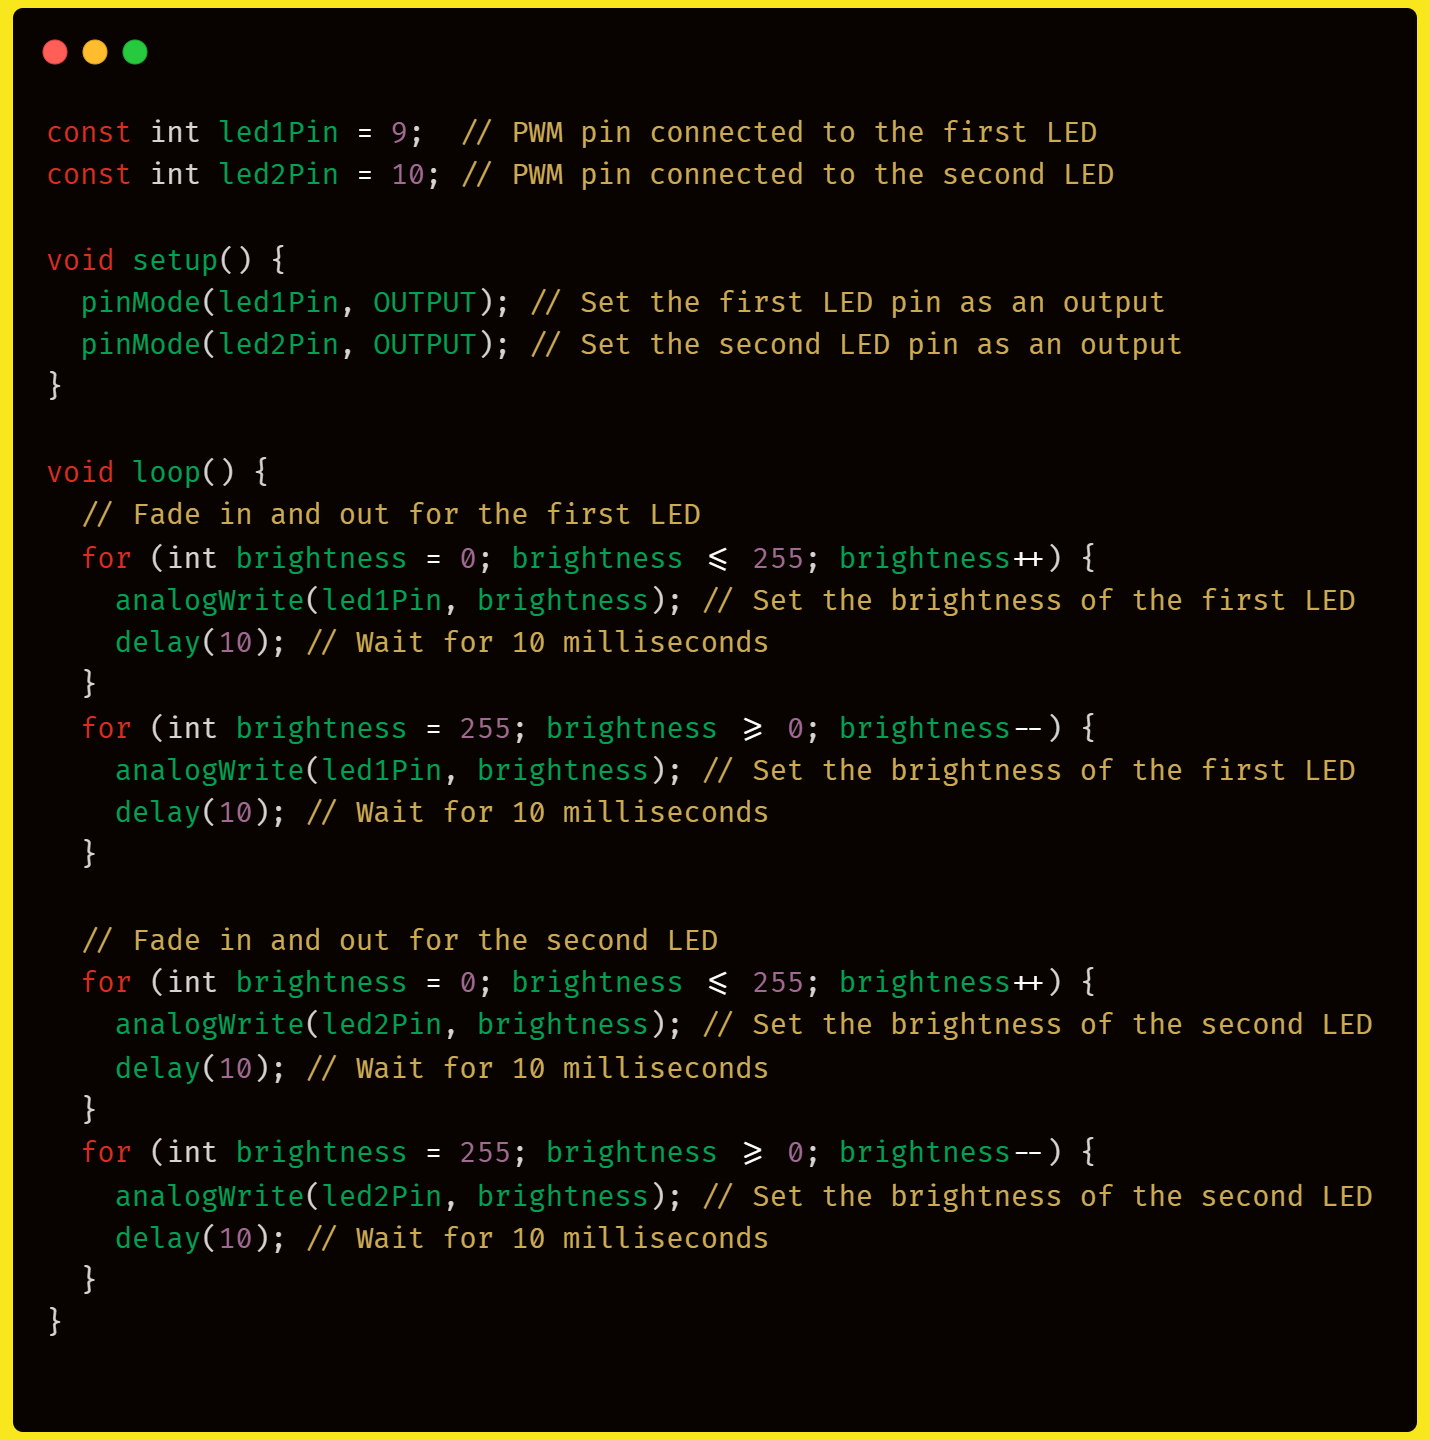 const int led1Pin = 9;  // PWM pin connected to the first LED
const int led2Pin = 10; // PWM pin connected to the second LED

void setup() {
  pinMode(led1Pin, OUTPUT); // Set the first LED pin as an output
  pinMode(led2Pin, OUTPUT); // Set the second LED pin as an output
}

void loop() {
  // Fade in and out for the first LED
  for (int brightness = 0; brightness <= 255; brightness++) {
    analogWrite(led1Pin, brightness); // Set the brightness of the first LED
    delay(10); // Wait for 10 milliseconds
  }
  for (int brightness = 255; brightness >= 0; brightness--) {
    analogWrite(led1Pin, brightness); // Set the brightness of the first LED
    delay(10); // Wait for 10 milliseconds
  }

  // Fade in and out for the second LED
  for (int brightness = 0; brightness <= 255; brightness++) {
    analogWrite(led2Pin, brightness); // Set the brightness of the second LED
    delay(10); // Wait for 10 milliseconds
  }
  for (int brightness = 255; brightness >= 0; brightness--) {
    analogWrite(led2Pin, brightness); // Set the brightness of the second LED
    delay(10); // Wait for 10 milliseconds
  }
}